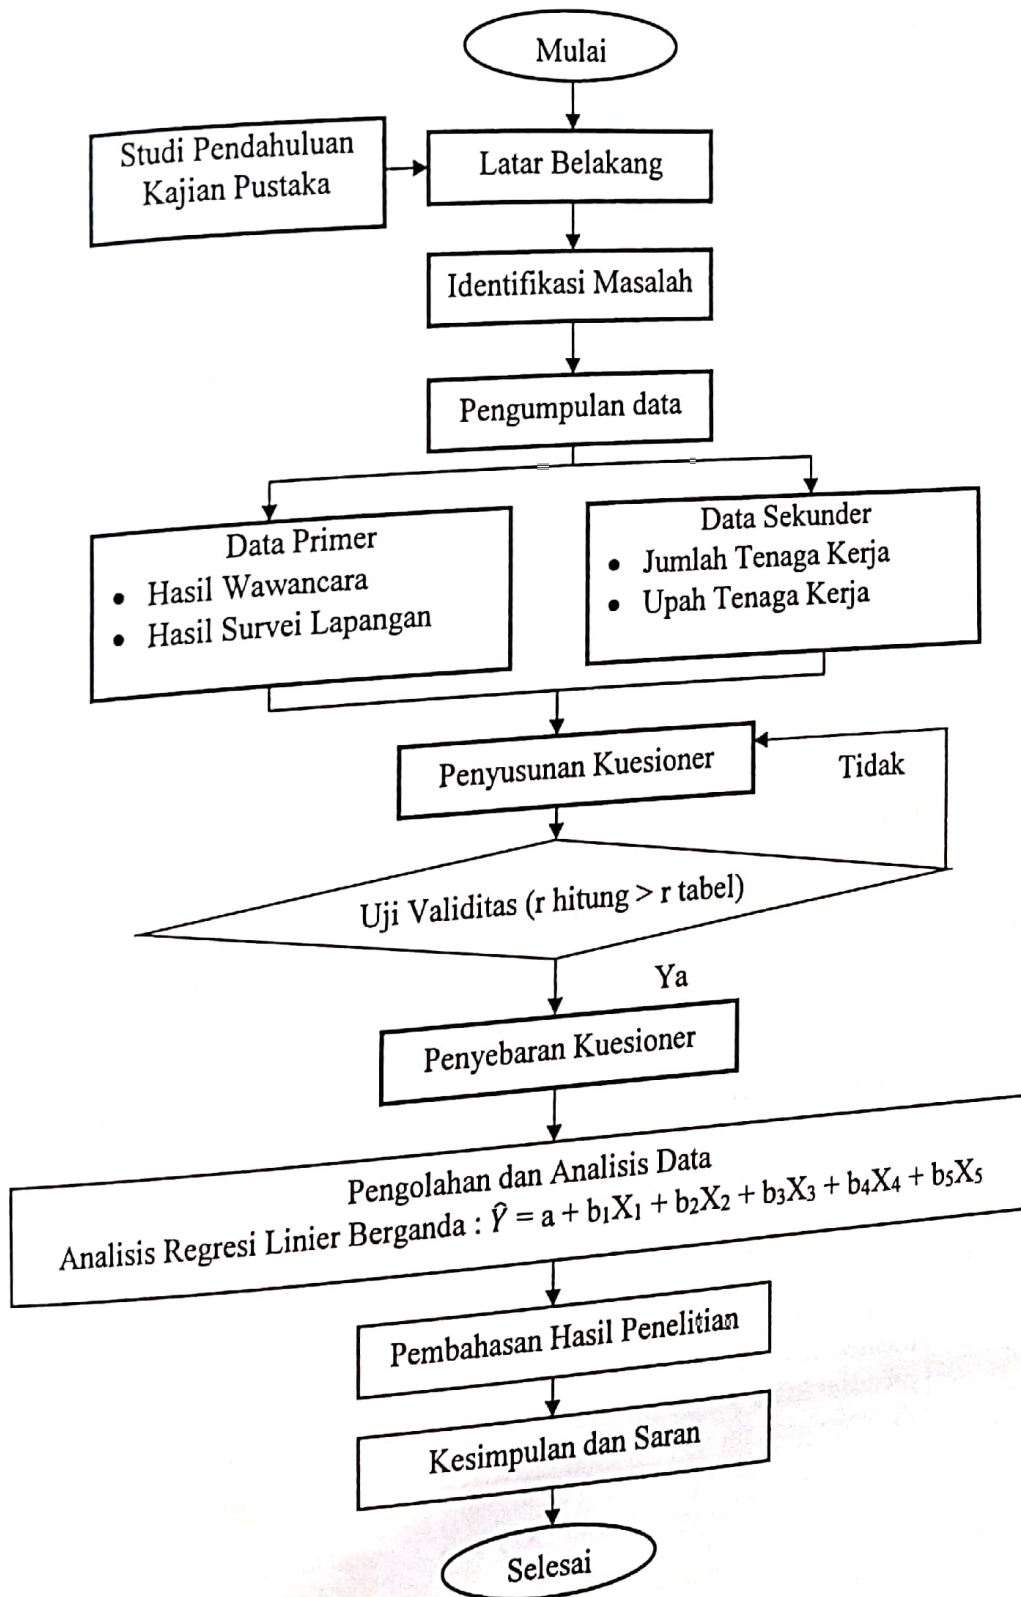 Mulai
Studi Pendahuluan
Kajian Pustaka
Latar Belakang
Identifikasi Masalah
Pengumpulan data
Data Primer
• Hasil Wawancara
• Hasil Survei Lapangan
Data Sekunder
• Jumlah Tenaga Kerja
• Upah Tenaga Kerja
Penyusunan Kuesioner
Tidak
Uji Validitas (r hitung > r tabel)
Ya
Penyebaran Kuesioner
Pengolahan dan Analisis Data
Analisis Regresi Linier Berganda : Ŷ = a + b₁X₁ + b₂X₂ + b₃X₃ + b₄X₄ + b₅X₅
Pembahasan Hasil Penelitian
Kesimpulan dan Saran
Selesai